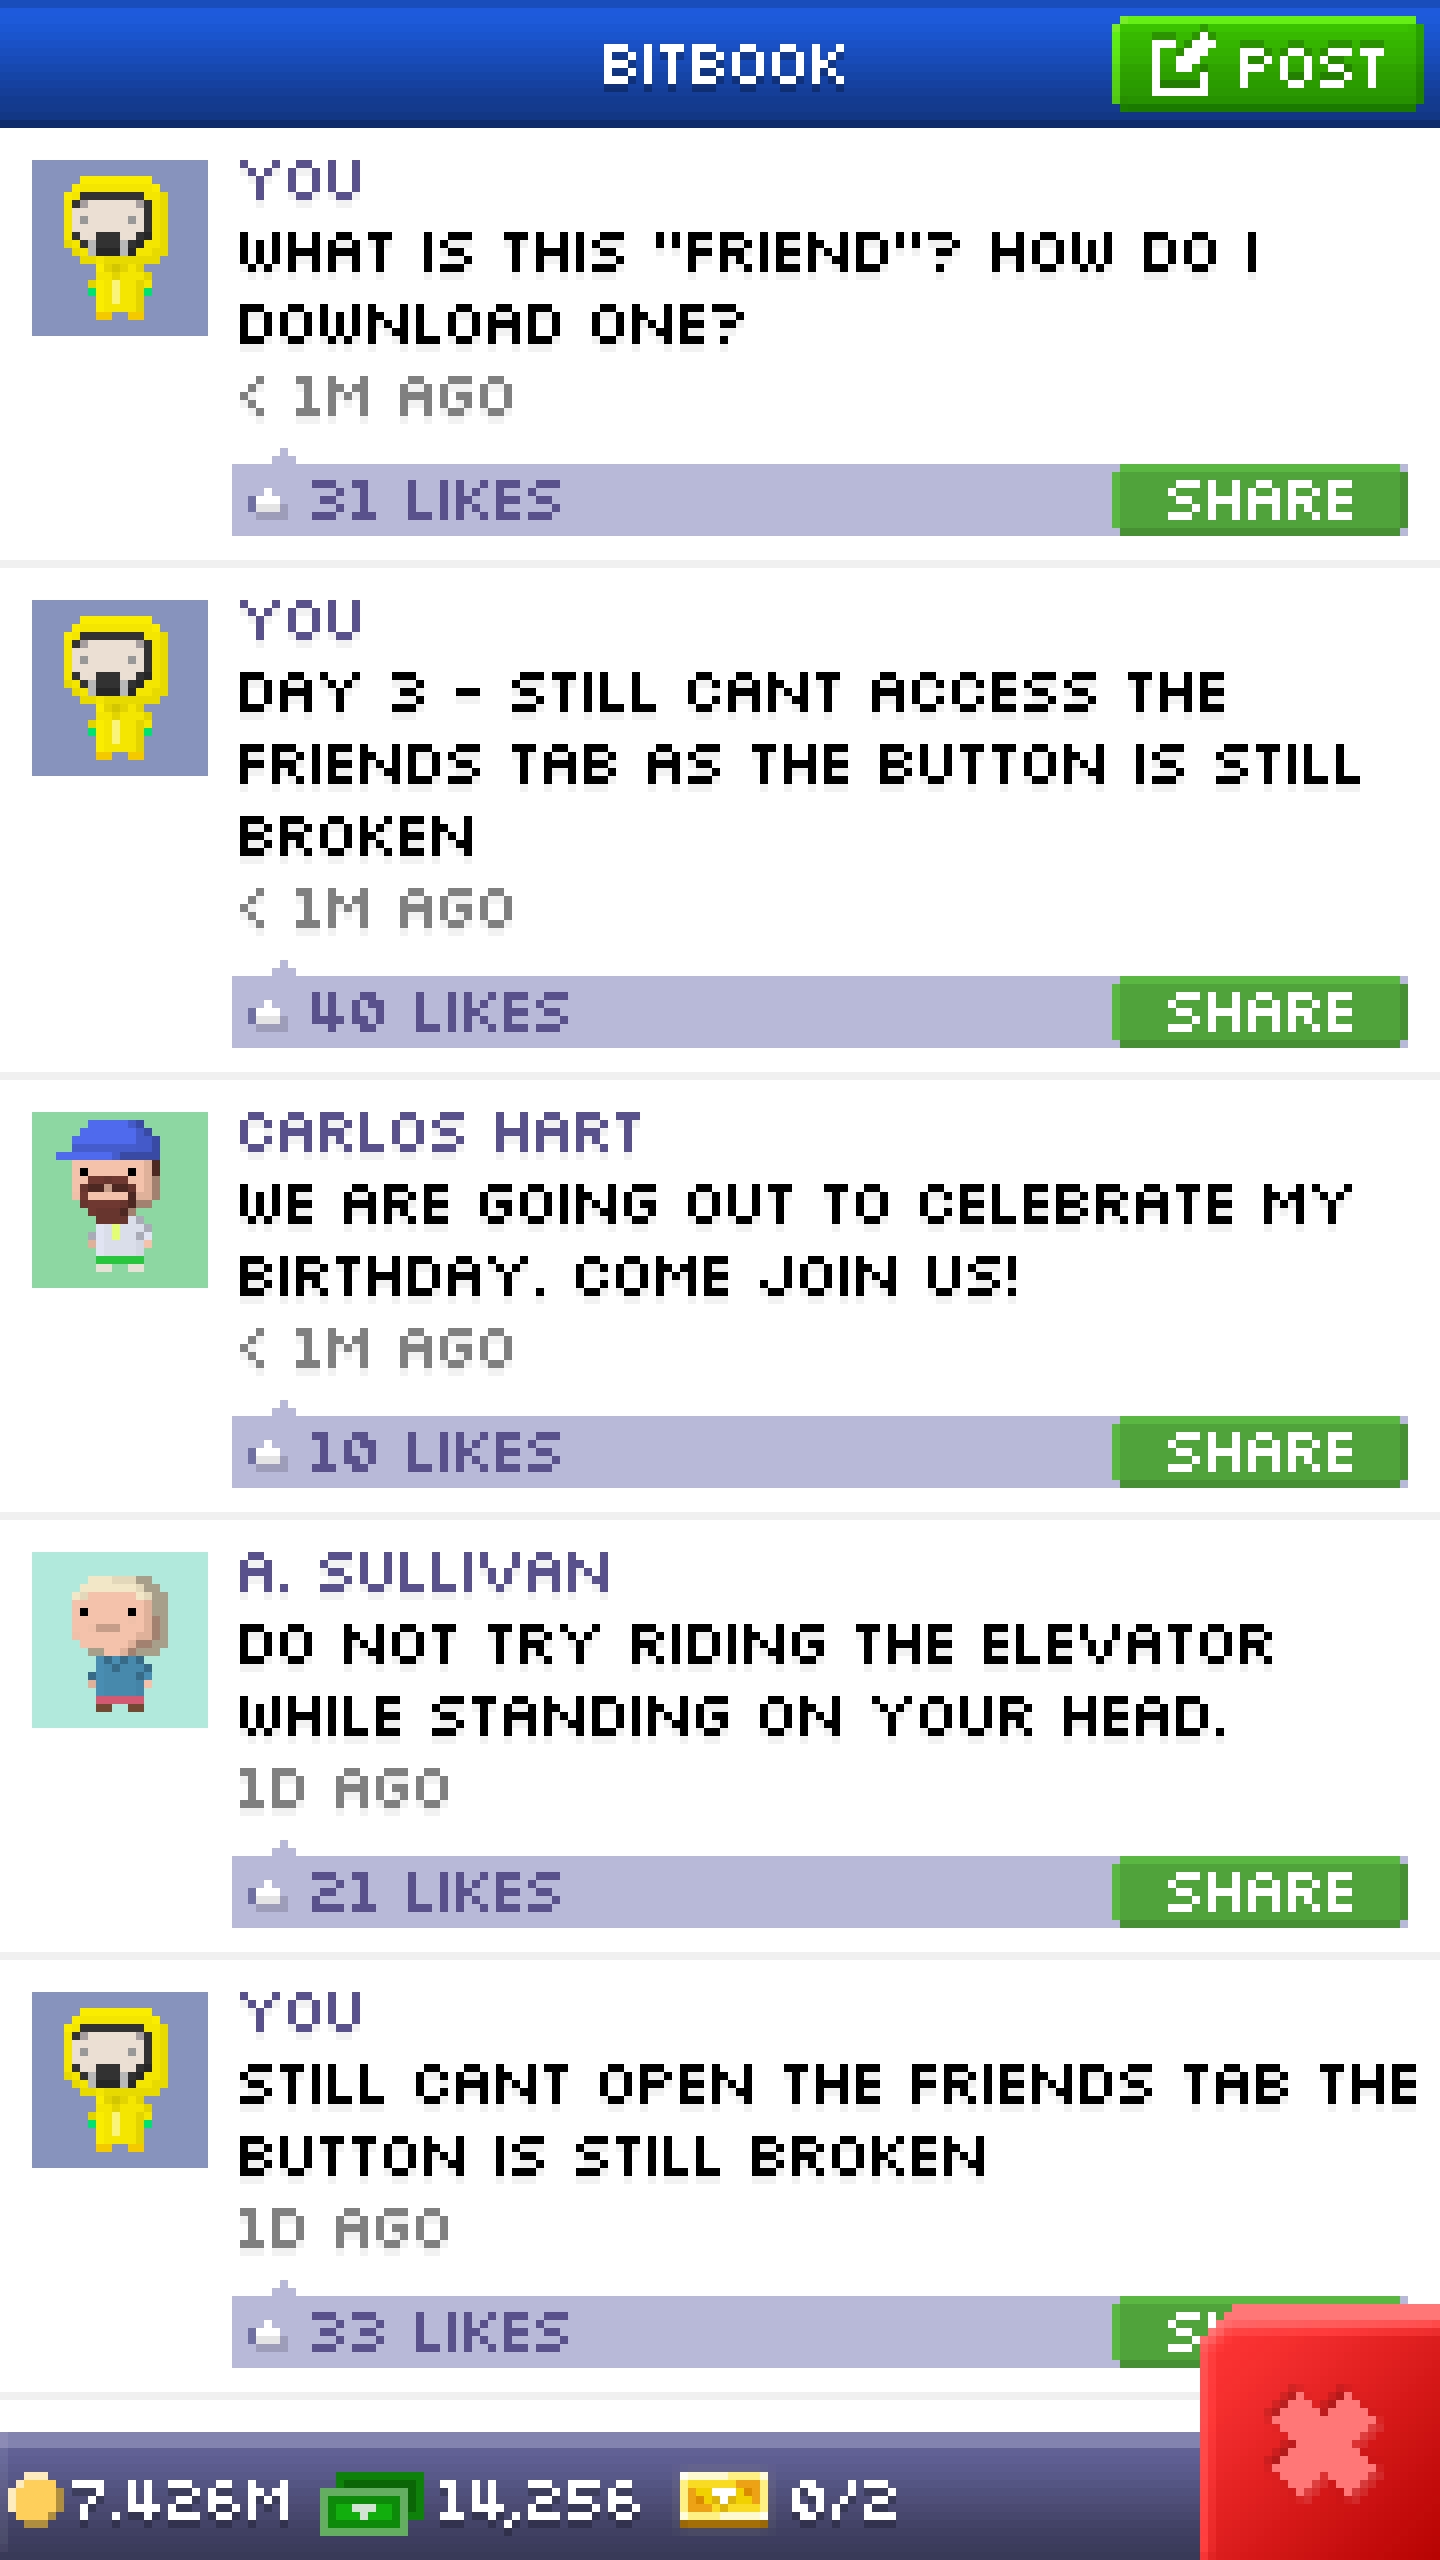 BITBOOK
POST
YOU
WHAT IS THIS "FRIEND"? HOW DO I
DOWNLOAD ONE?
< 1M AGO
31 LIKES
SHARE
YOU
DAY 3 - STILL CANT ACCESS THE
FRIENDS TAB AS THE BUTTON IS STILL
BROKEN
< 1M AGO
40 LIKES
SHARE
CARLOS HART
WE ARE GOING OUT TO CELEBRATE MY
BIRTHDAY. COME JOIN US!
< 1M AGO
10 LIKES
SHARE
A. SULLIVAN
DO NOT TRY RIDING THE ELEVATOR
WHILE STANDING ON YOUR HEAD.
1D AGO
21 LIKES
SHARE
YOU
STILL CANT OPEN THE FRIENDS TAB THE
BUTTON IS STILL BROKEN
1D AGO
33 LIKES
7.426M
14,256
0/2